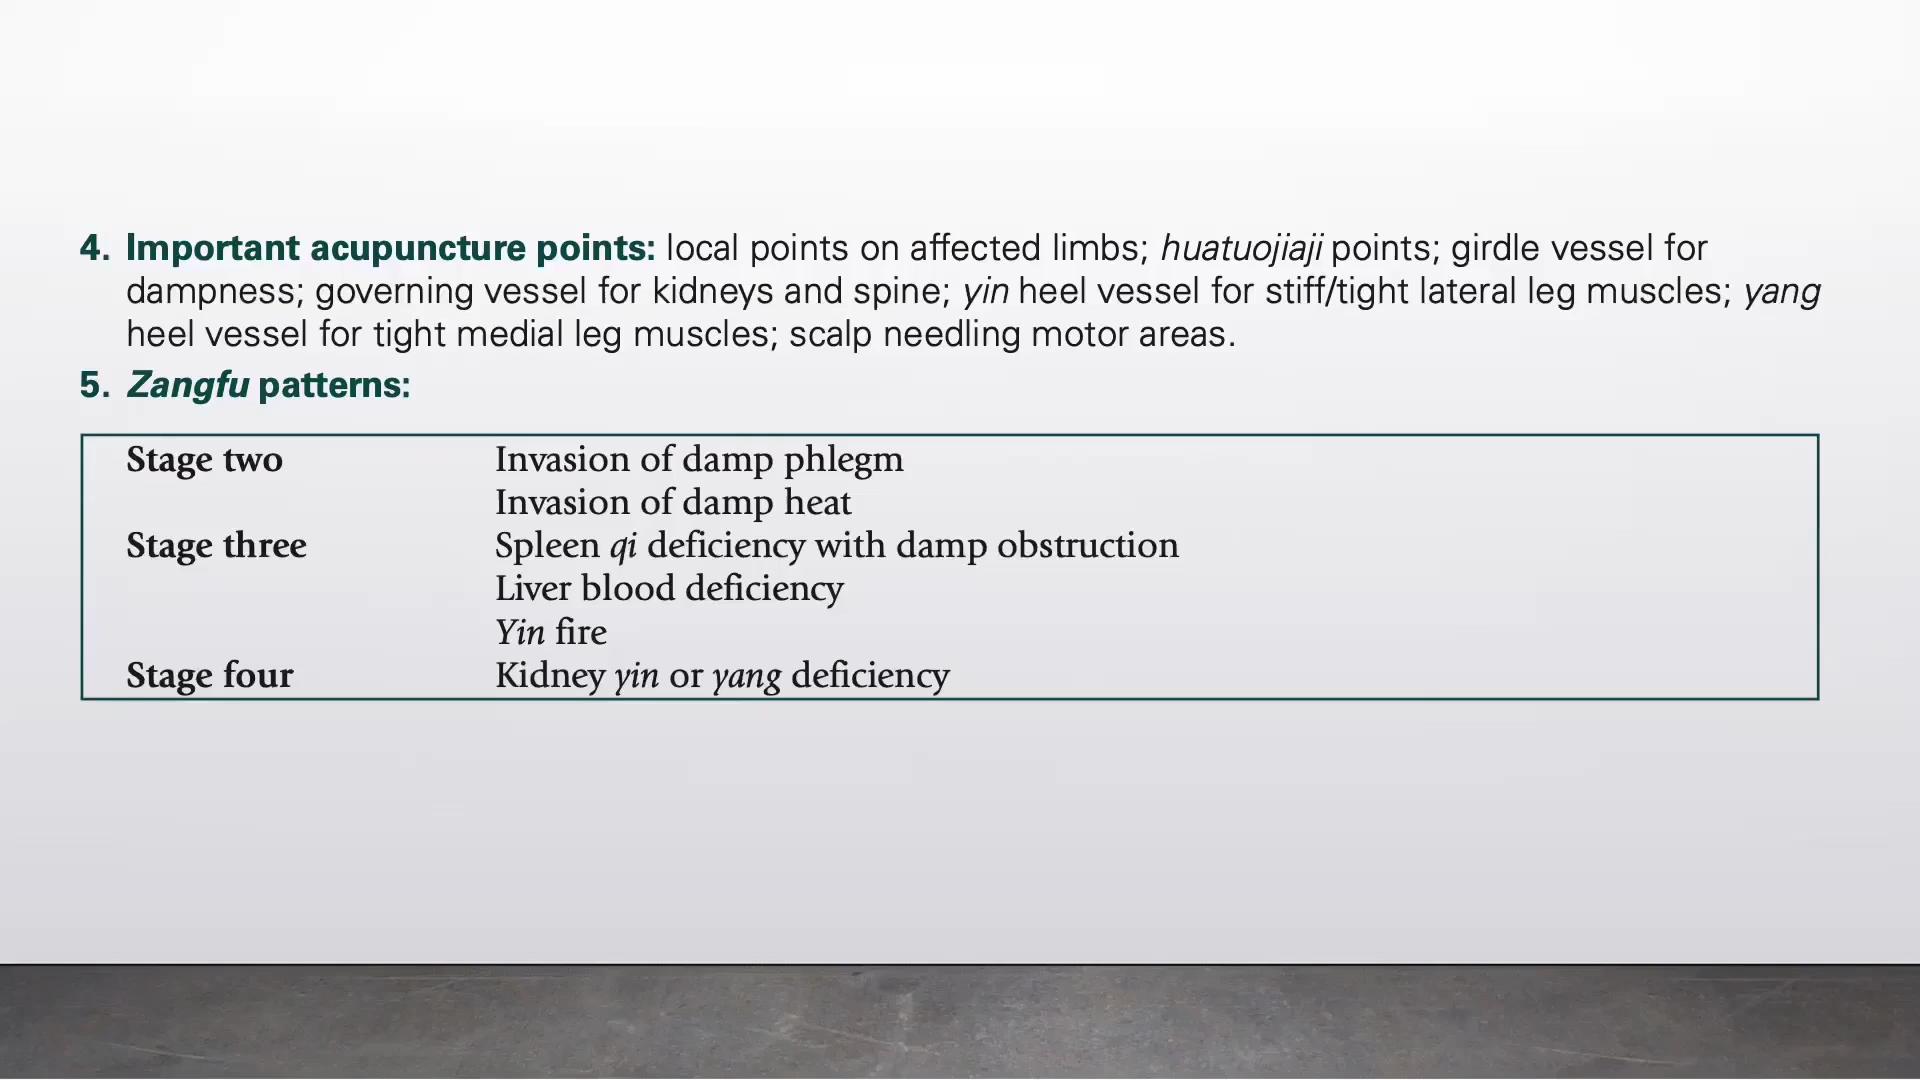 4. Important acupuncture points: local points on affected limbs; huatuojiaji points; girdle vessel for
dampness; governing vessel for kidneys and spine; yin heel vessel for stiff/tight lateral leg muscles; yang
heel vessel for tight medial leg muscles; scalp needling motor areas.
5. Zangfu patterns:
Stage two Invasion of damp phlegm
Invasion of damp heat
Stage three Spleen qi deficiency with damp obstruction
Liver blood deficiency
Yin fire
Stage four Kidney yin or yang deficiency